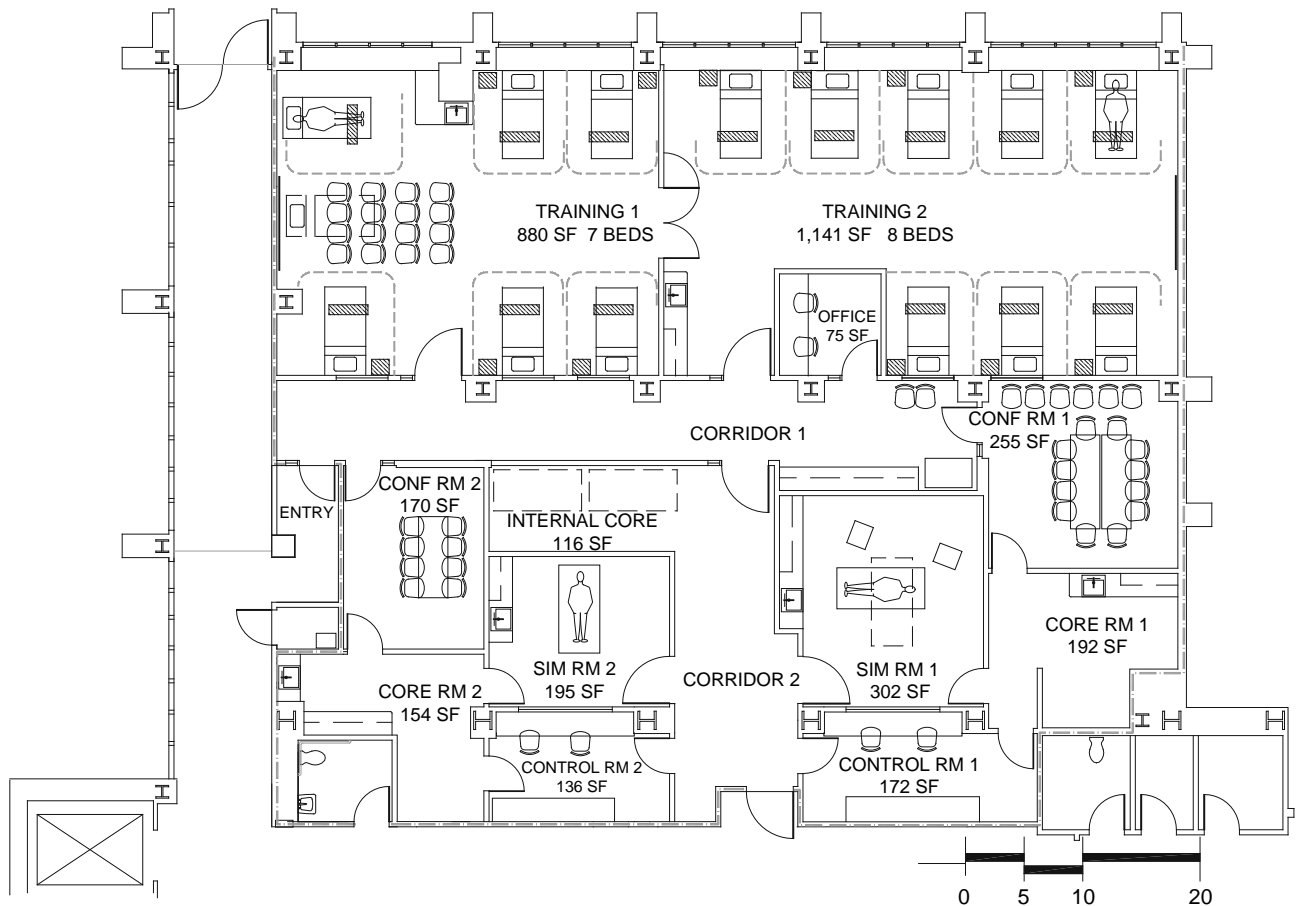 TRAINING 1
880 SF 7 BEDS
TRAINING 2
1,141 SF 8 BEDS
OFFICE
75 SF
CORRIDOR 1
CONF RM 1
255 SF
CONF RM 2
170 SF
ENTRY
INTERNAL CORE
116 SF
CORE RM 1
192 SF
SIM RM 2
195 SF
CORRIDOR 2
SIM RM 1
302 SF
CORE RM 2
154 SF
CONTROL RM 2
136 SF
CONTROL RM 1
172 SF
0 5 10 20